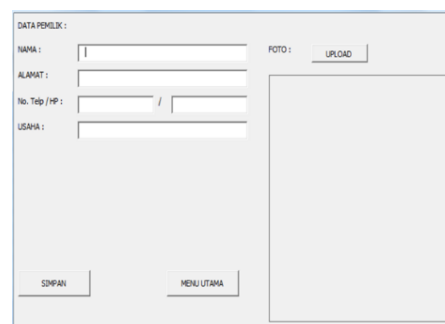 DATA PEMILIK :
NAMA :
FOTO :
UPLOAD
ALAMAT :
No. Telp / HP :
/
USAHA :
SIMPAN
MENU UTAMA